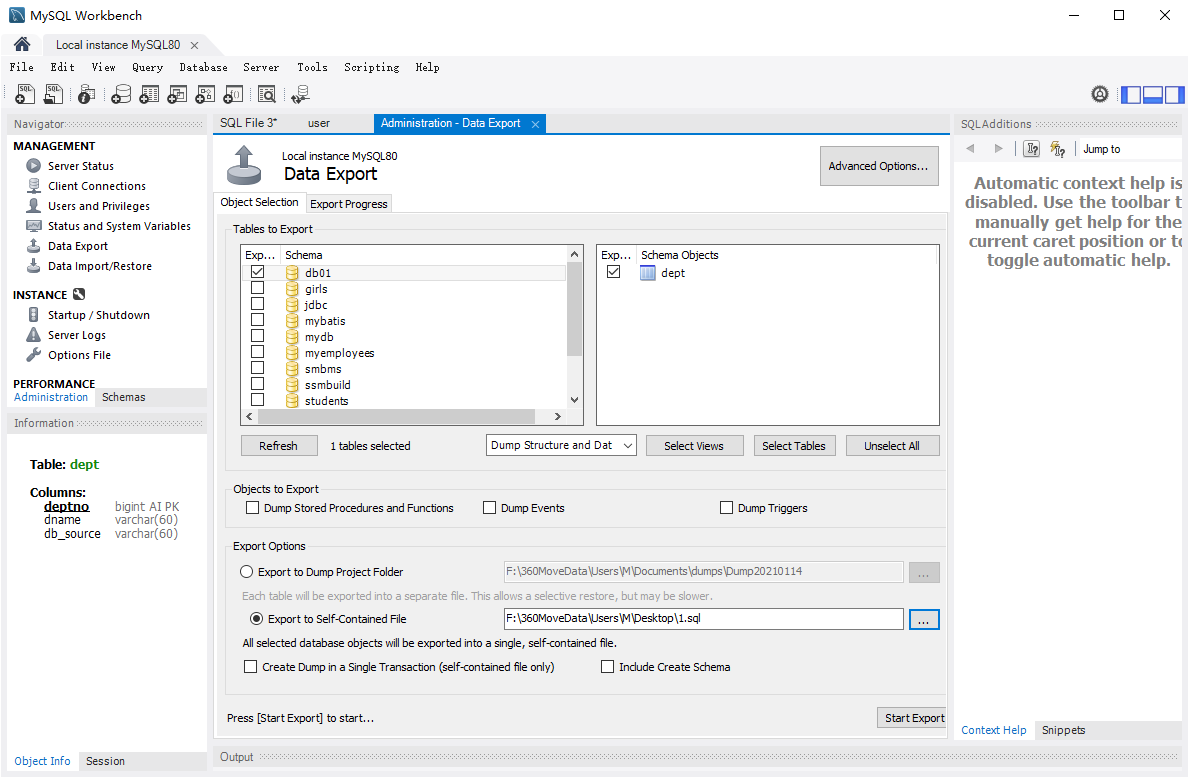 MySQL Workbench
Local instance MySQL80
File Edit View Query Database Server Tools Scripting Help
Navigator
MANAGEMENT
Server Status
Client Connections
Users and Privileges
Status and System Variables
Data Export
Data Import/Restore
INSTANCE
Startup / Shutdown
Server Logs
Options File
PERFORMANCE
Administration Schemas
Information
Table: dept
Columns:
deptno bigint AI PK
dname varchar(60)
db_source varchar(60)
Object Info Session
SQL File 3* user Administration - Data Export
Local instance MySQL80
Data Export
Advanced Options...
Object Selection Export Progress
Tables to Export
Exp... Schema
db01
girls
jdbc
mybatis
mydb
myemployees
smbms
ssmbuild
students
Exp... Schema Objects
dept
Refresh 1 tables selected Dump Structure and Dat Select Views Select Tables Unselect All
Objects to Export
Dump Stored Procedures and Functions Dump Events Dump Triggers
Export Options
Export to Dump Project Folder F:\360MoveData\Users\M\Documents\dumps\Dump20210114 ...
Each table will be exported into a separate file. This allows a selective restore, but may be slower.
Export to Self-Contained File F:\360MoveData\Users\M\Desktop\1.sql ...
All selected database objects will be exported into a single, self-contained file.
Create Dump in a Single Transaction (self-contained file only) Include Create Schema
Press [Start Export] to start... Start Export
Output
SQLAdditions
Jump to
Automatic context help is
disabled. Use the toolbar t
manually get help for the
current caret position or to
toggle automatic help.
Context Help Snippets